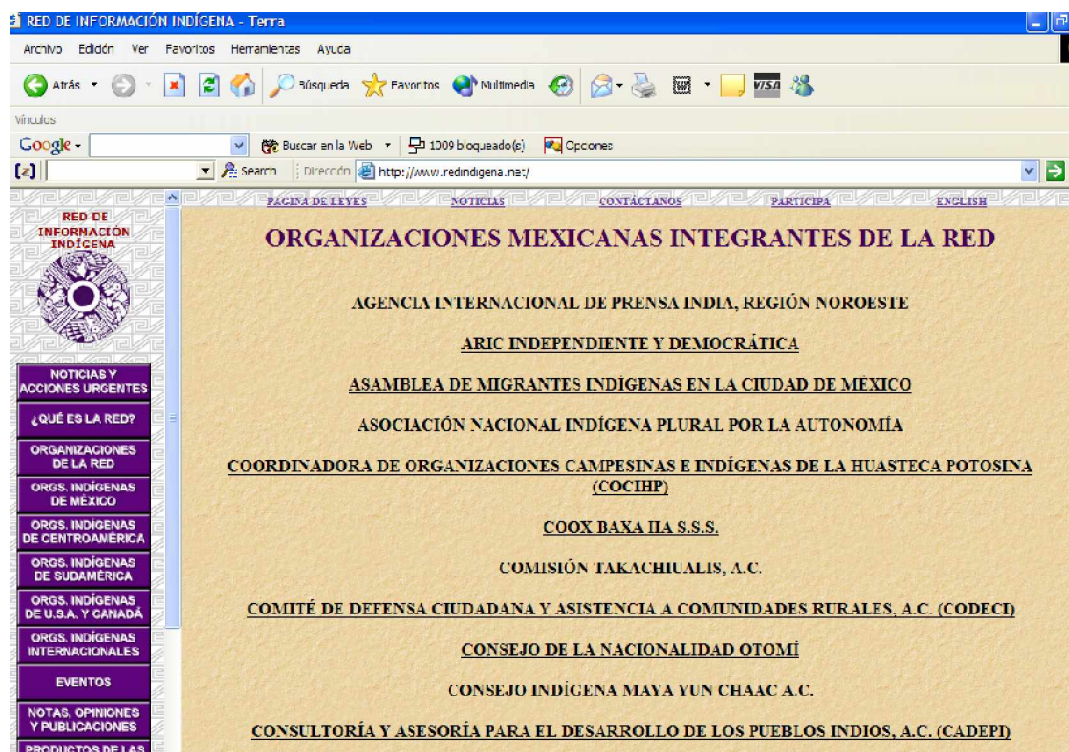 RED DE INFORMACIÓN INDÍGENA - Terra
Archivo Edición Ver Favoritos Herramientas Ayuda
Atrás Búsqueda Favoritos Multimedia VISA
Vínculos
Google Buscar en la Web 1009 bloqueado(s) Opciones
[z] Search Dirección http://www.redindigena.net/
PAGINA DE LEYES NOTICIAS CONTÁCTANOS PARTICIPA ENGLISH
RED DE
INFORMACIÓN
INDÍGENA
NOTICIAS Y
ACCIONES URGENTES
¿QUÉ ES LA RED?
ORGANIZACIONES
DE LA RED
ORGS. INDÍGENAS
DE MÉXICO
ORGS. INDÍGENAS
DE CENTROAMÉRICA
ORGS. INDÍGENAS
DE SUDAMÉRICA
ORGS. INDÍGENAS
DE U.S.A. Y CANADÁ
ORGS. INDÍGENAS
INTERNACIONALES
EVENTOS
NOTAS, OPINIONES
Y PUBLICACIONES
PRODUCTOS DE LAS
ORGANIZACIONES MEXICANAS INTEGRANTES DE LA RED
AGENCIA INTERNACIONAL DE PRENSA INDIA, REGIÓN NOROESTE
ARIC INDEPENDIENTE Y DEMOCRÁTICA
ASAMBLEA DE MIGRANTES INDÍGENAS EN LA CIUDAD DE MÉXICO
ASOCIACIÓN NACIONAL INDÍGENA PLURAL POR LA AUTONOMÍA
COORDINADORA DE ORGANIZACIONES CAMPESINAS E INDÍGENAS DE LA HUASTECA POTOSINA
(COCIHP)
COOX BAXA HA S.S.S.
COMISIÓN TAKACHIUALIS, A.C.
COMITÉ DE DEFENSA CIUDADANA Y ASISTENCIA A COMUNIDADES RURALES, A.C. (CODECI)
CONSEJO DE LA NACIONALIDAD OTOMÍ
CONSEJO INDÍGENA MAYA YUN CHAAC A.C.
CONSULTORÍA Y ASESORÍA PARA EL DESARROLLO DE LOS PUEBLOS INDIOS, A.C. (CADEPI)